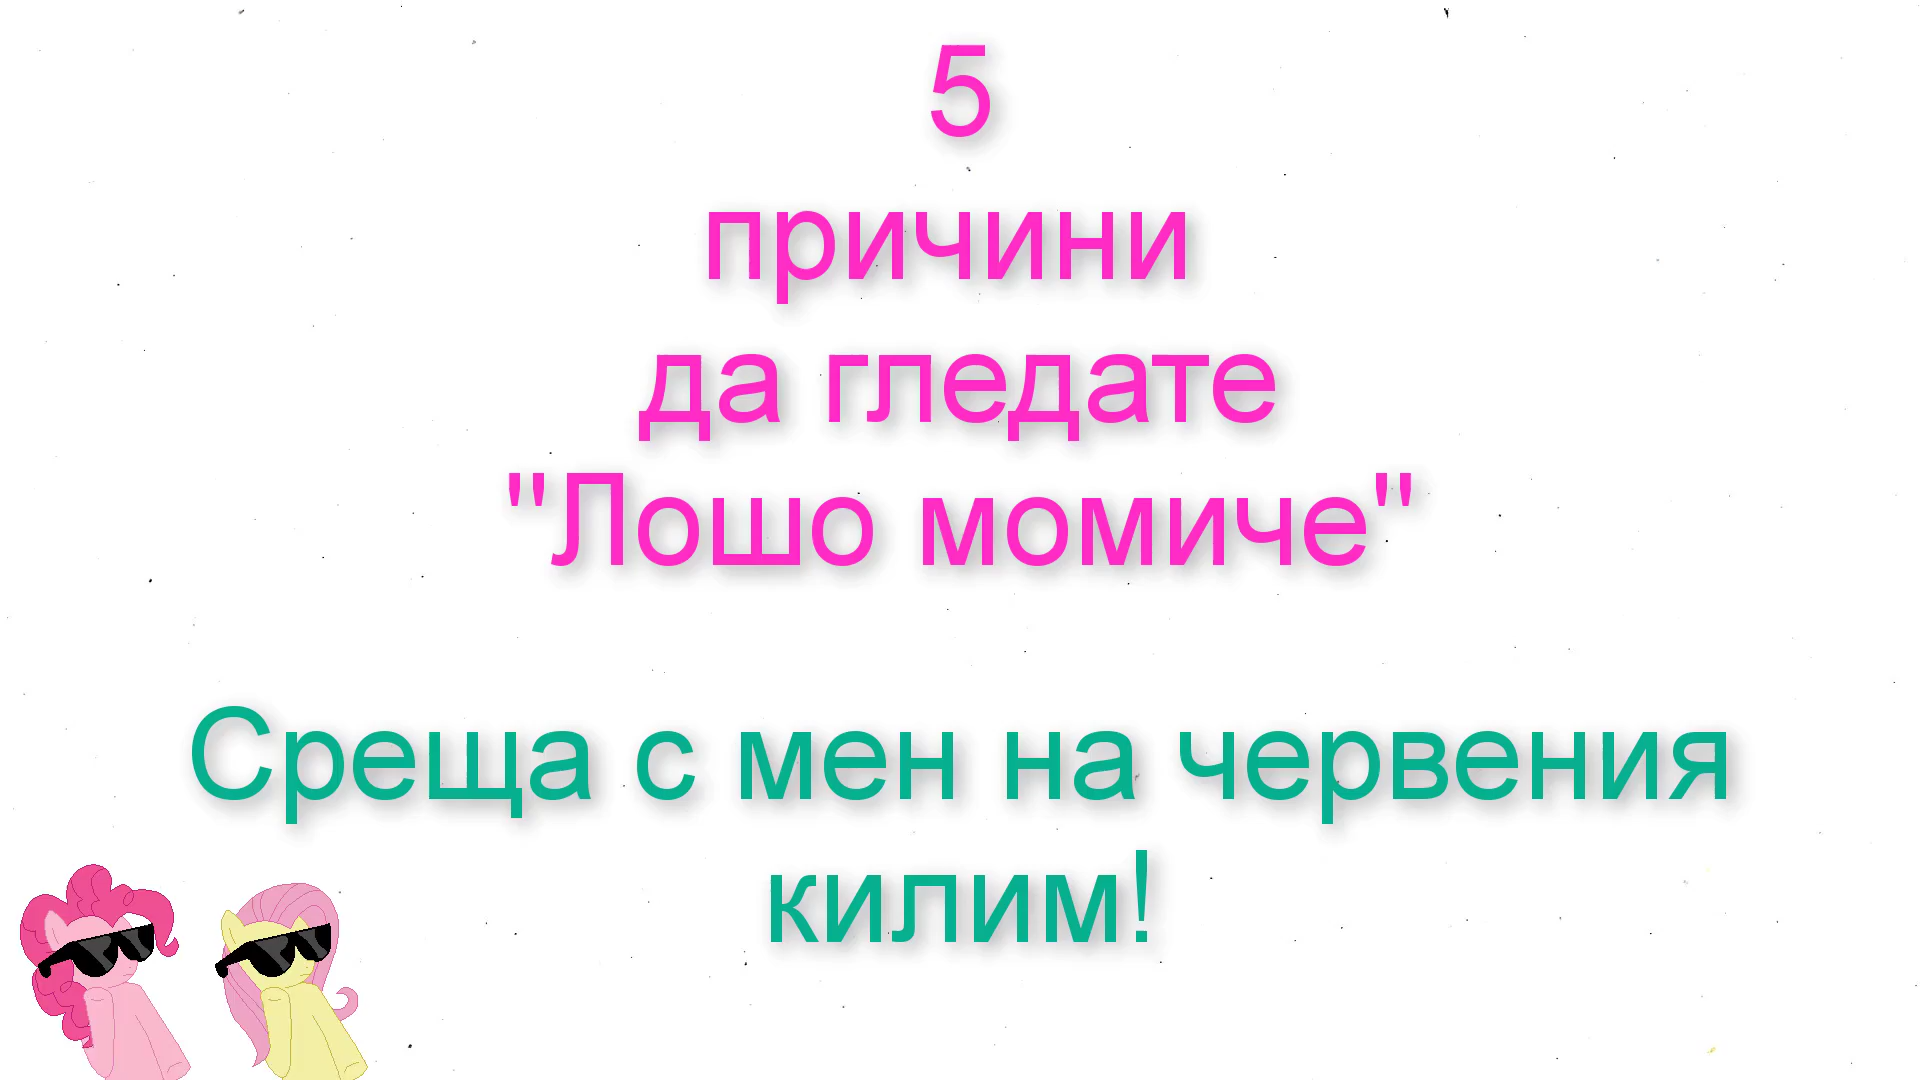 5
причини
да гледате
"Лошо момиче"
Среща с мен на червения
килим!